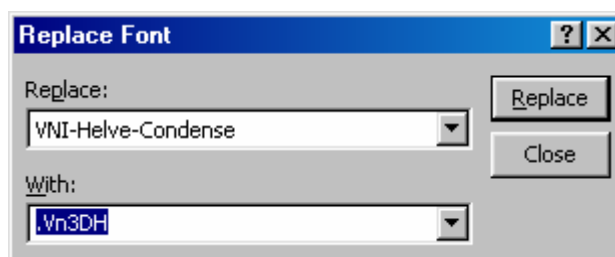 Replace Font
Replace:
VNI-Helve-Condense
Replace
Close
With:
.Vn3DH